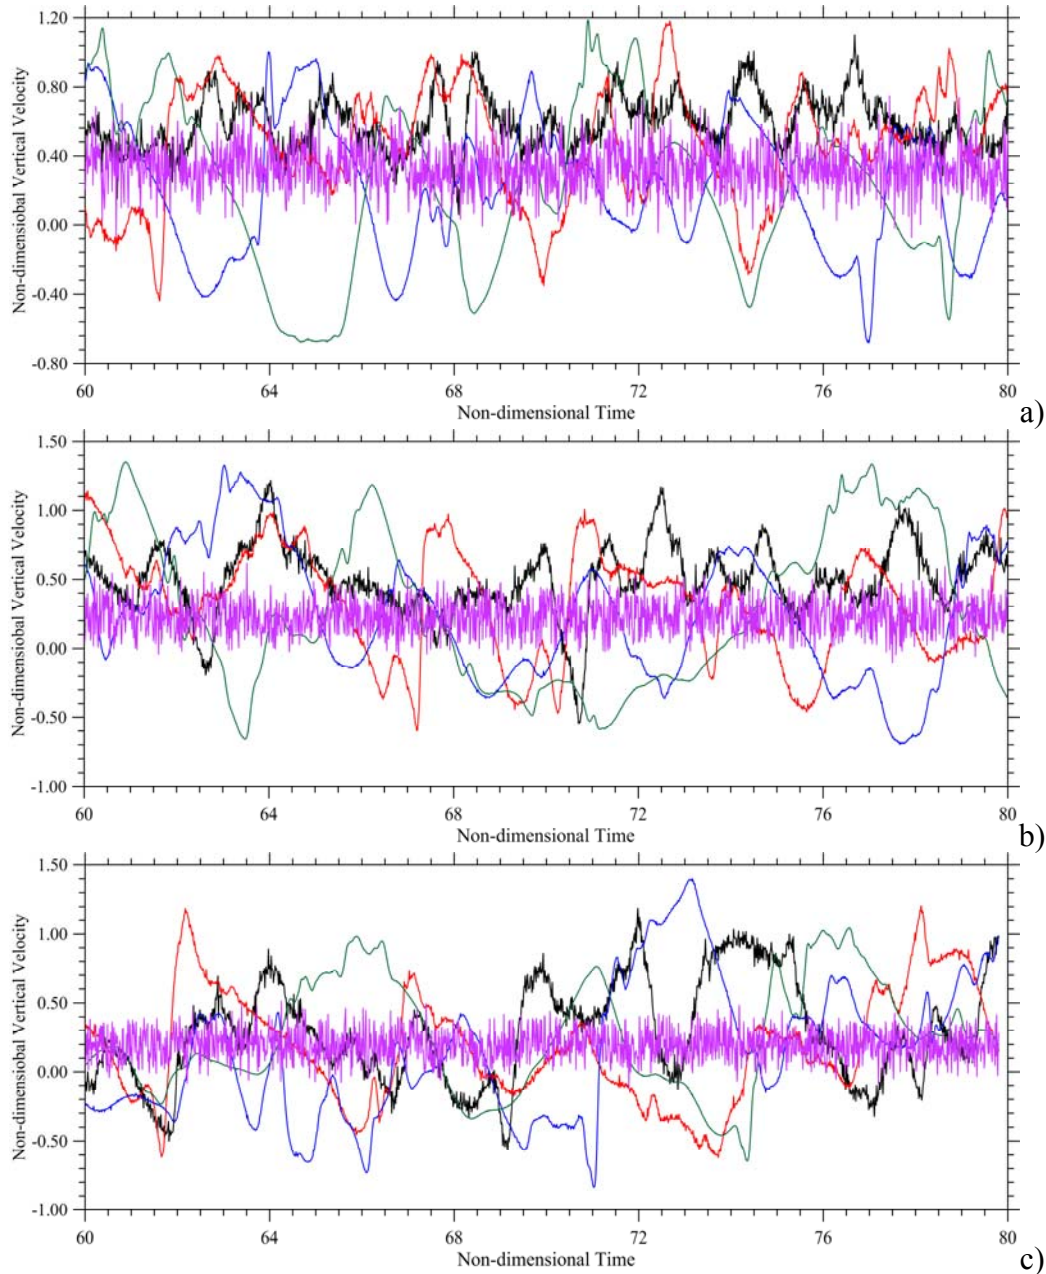 1.20
0.80
0.40
0.00
-0.40
-0.80
Non-dimensiobal Vertical Velocity
60 64 68 72 76 80
Non-dimensional Time
a)
1.50
1.00
0.50
0.00
-0.50
-1.00
Non-dimensiobal Vertical Velocity
60 64 68 72 76 80
Non-dimensional Time
b)
1.50
1.00
0.50
0.00
-0.50
-1.00
Non-dimensiobal Vertical Velocity
60 64 68 72 76 80
Non-dimensional Time
c)